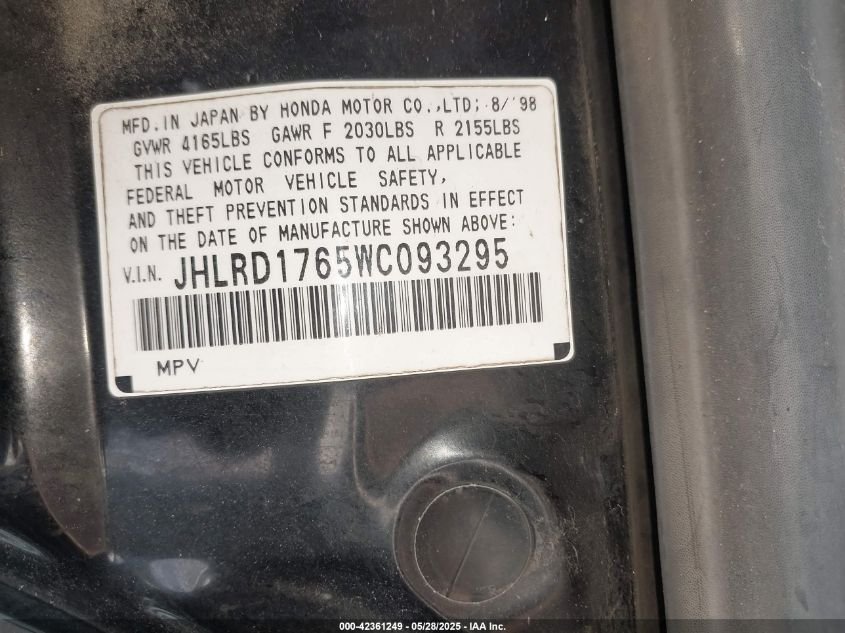 MFD.IN JAPAN BY HONDA MOTOR CO.,LTD; 8/'98
GVWR 4165LBS GAWR F 2030LBS R 2155LBS
THIS VEHICLE CONFORMS TO ALL APPLICABLE
FEDERAL MOTOR VEHICLE SAFETY,
AND THEFT PREVENTION STANDARDS IN EFFECT
ON THE DATE OF MANUFACTURE SHOWN ABOVE:
V.I.N. JHLRD1765WC093295
MPV
000-42361249 - 05/28/2025 - IAA Inc.